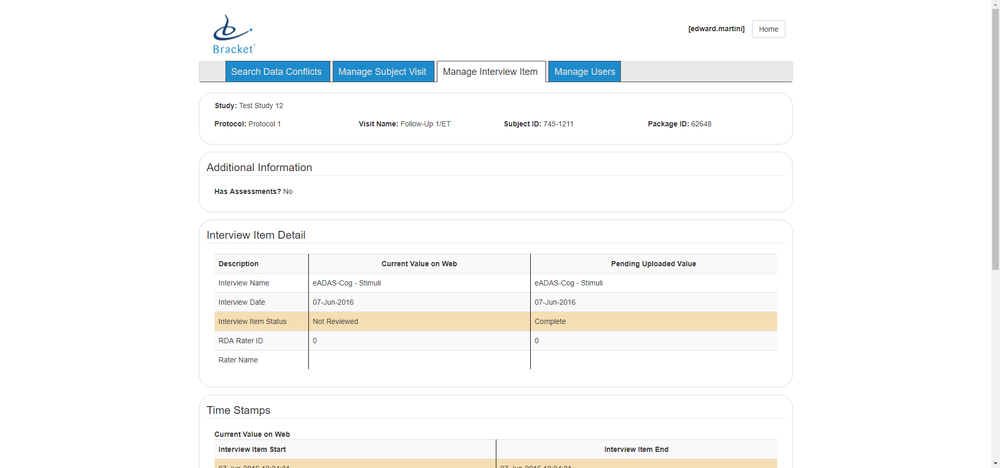 Bracket™
[edward.martini] Home
Search Data Conflicts Manage Subject Visit Manage Interview Item Manage Users
Study: Test Study 12
Protocol: Protocol 1 Visit Name: Follow-Up 1/ET Subject ID: 745-1211 Package ID: 62648
Additional Information
Has Assessments? No
Interview Item Detail
Description Current Value on Web Pending Uploaded Value
Interview Name eADAS-Cog - Stimuli eADAS-Cog - Stimuli
Interview Date 07-Jun-2016 07-Jun-2016
Interview Item Status Not Reviewed Complete
RDA Rater ID 0 0
Rater Name
Time Stamps
Current Value on Web
Interview Item Start Interview Item End